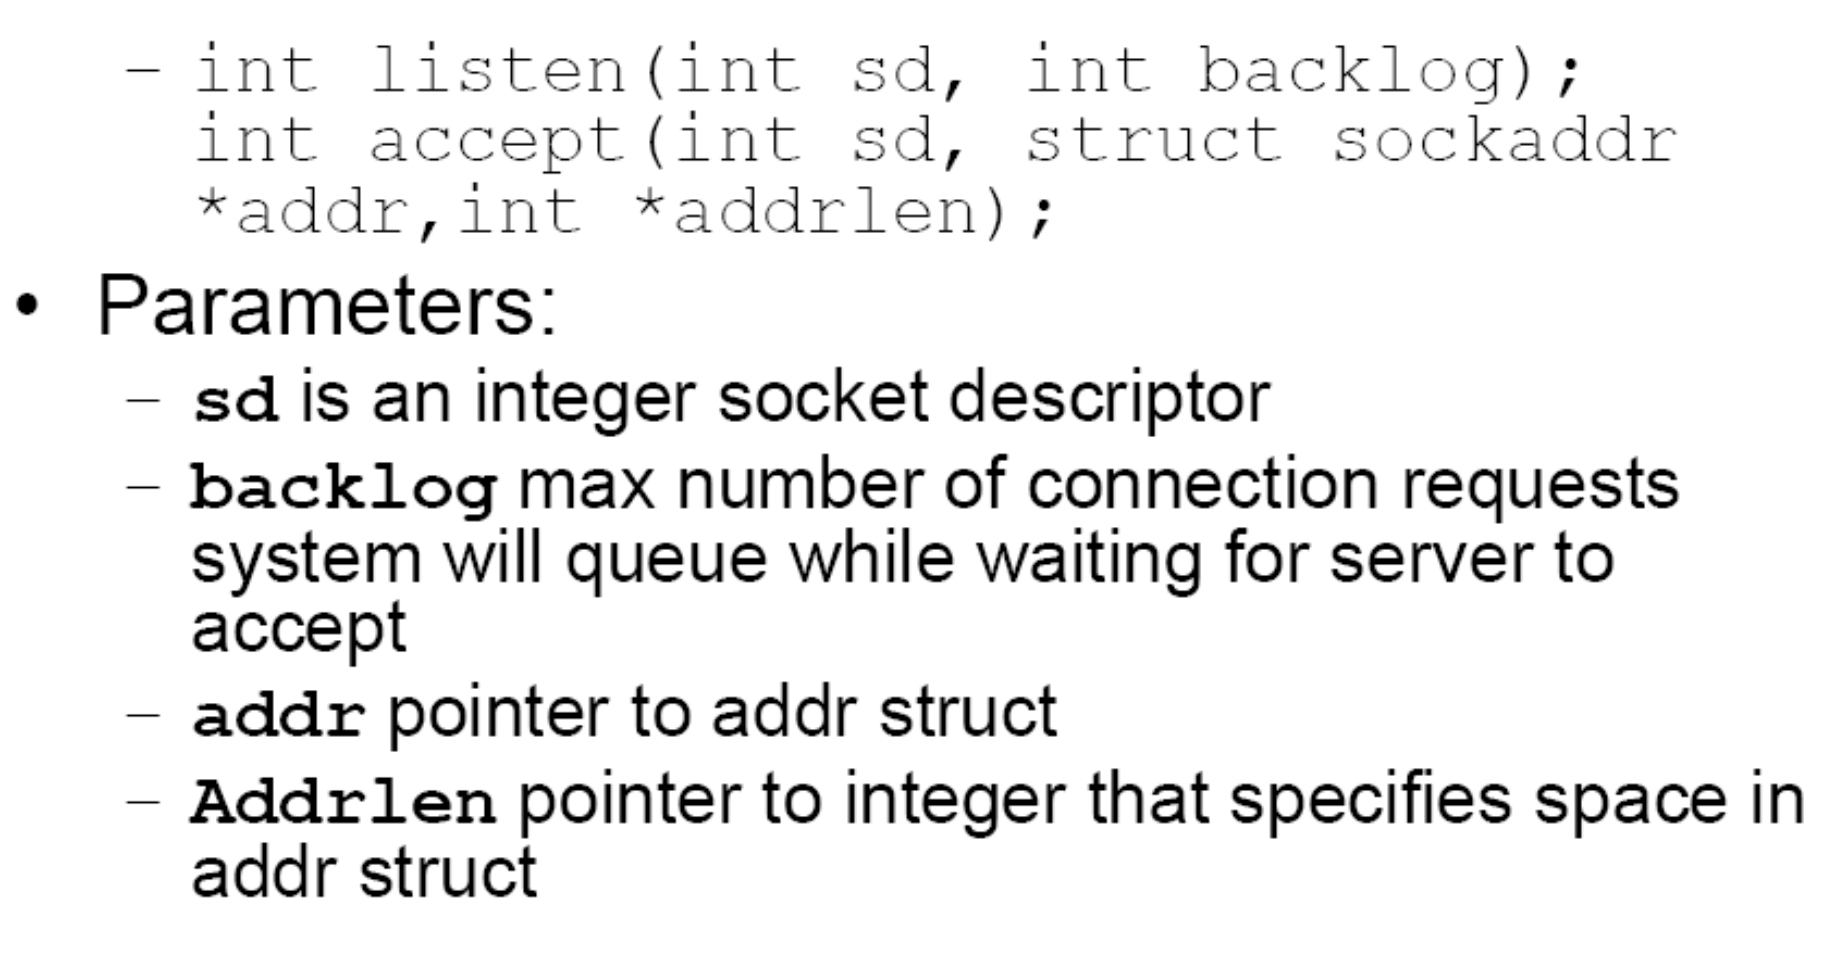 – int listen(int sd, int backlog);
int accept(int sd, struct sockaddr
*addr,int *addrlen);
• Parameters:
– sd is an integer socket descriptor
– backlog max number of connection requests
system will queue while waiting for server to
accept
– addr pointer to addr struct
– Addrlen pointer to integer that specifies space in
addr struct